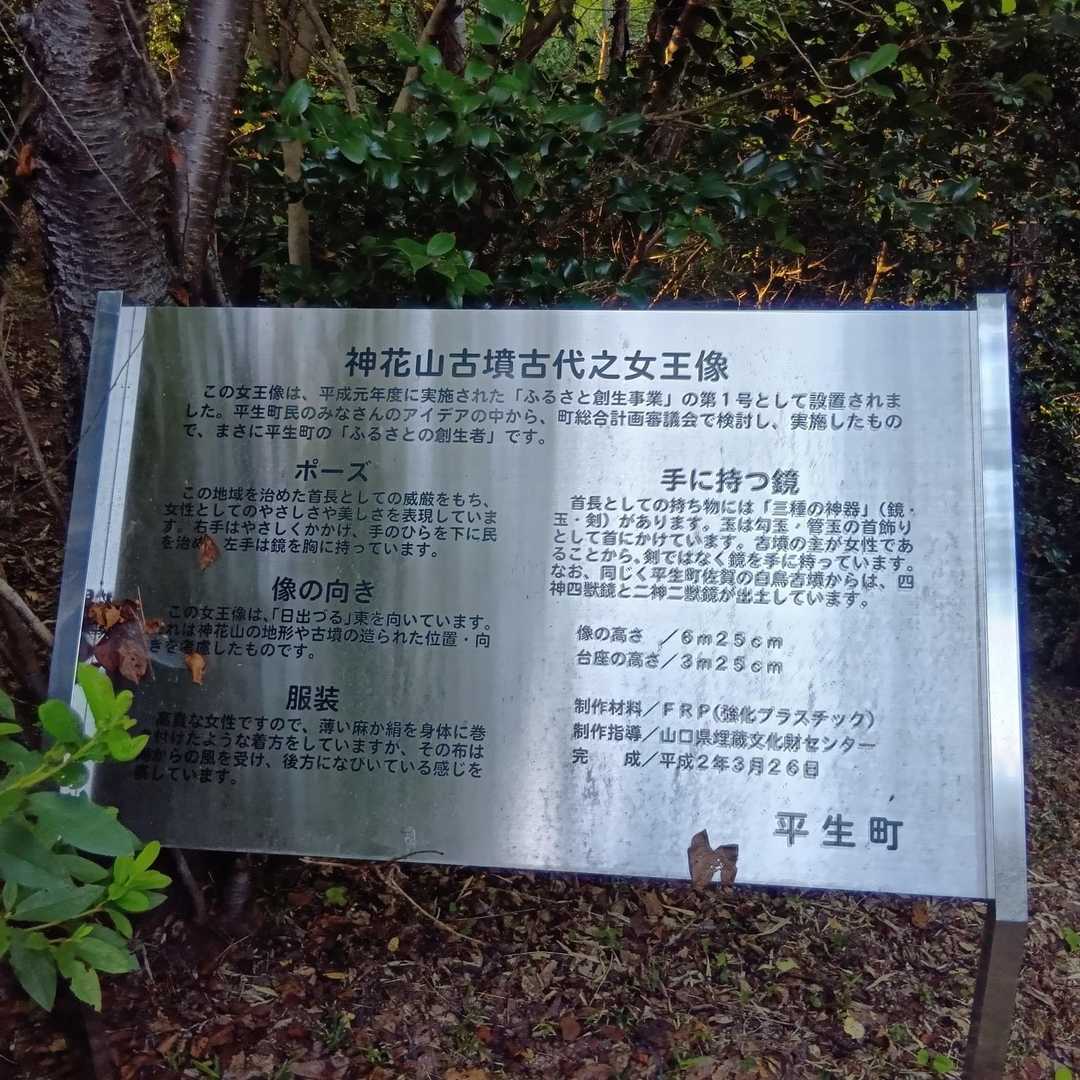 神花山古墳古代之女王像
この女王像は、平成元年度に実施された「ふるさと創生事業」の第1号として設置されま
した。平生町民のみなさんのアイデアの中から、町総合計画審議会で検討し、実施したもの
で、まさに平生町の「ふるさとの創生者」です。
ポーズ
この地域を治めた首長としての威厳をもち、
女性としてのやさしさや美しさを表現していま
す。右手はやさしくかかげ、手のひらを下に民
を治め、左手は鏡を胸に持っています。
像の向き
この女王像は、「日出づる」東を向いています。
れは神花山の地形や古墳の造られた位置・向
きを考慮したものです。
服装
高貴な女性ですので、薄い麻か絹を身体に巻
付けたような着方をしていますが、その布は
からの風を受け、後方になびいている感じを
しています。
手に持つ鏡
首長としての持ち物には「三種の神器」(鏡・
玉・剣)があります。玉は勾玉・管玉の首飾り
として首にかけています。古墳の主が女性であ
ることから、剣ではなく鏡を手に持っています。
なお、同じく平生町佐賀の白鳥古墳からは、四
神四獣鏡と二神二獣鏡が出土しています。
像の高さ ／6m25cm
台座の高さ／3m25cm
制作材料／FRP(強化プラスチック)
制作指導／山口県埋蔵文化財センター
完 成／平成2年3月26日
平生町